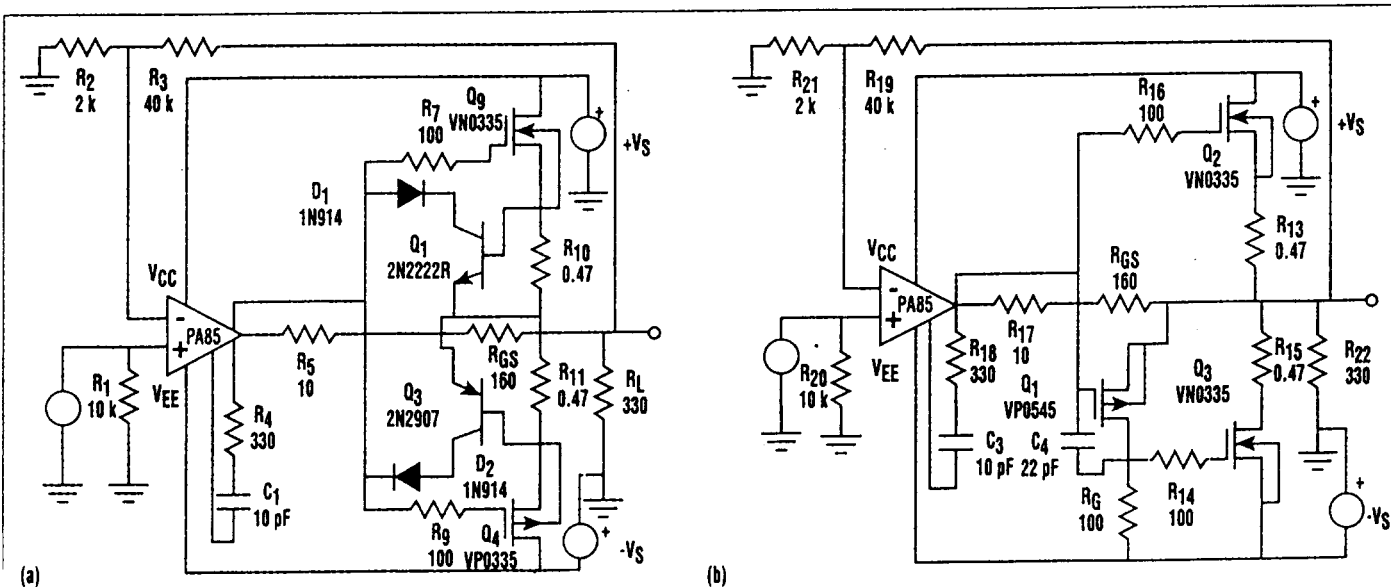 R2
2 k
R3
40 k
R7
100
Q9
VN0335
+
+VS
D1
1N914
Q1
2N2222R
R10
0.47
VCC
-
PA85
+
VEE
R5
10
RGS
160
R1
10 k
R4
330
C1
10 pF
Q3
2N2907
R11
0.47
RL
330
D2
1N914
R9
100
Q4
VP0335
+
-VS
(a)
R21
2 k
R19
40 k
R16
100
Q2
VN0335
+
+VS
R13
0.47
VCC
-
PA85
+
VEE
RGS
160
R17
10
R20
10 k
R18
330
Q1
VP0545
Q3
VN0335
R15
0.47
R22
330
C3
10 pF
C4
22 pF
RG
100
R14
100
+
-VS
(b)